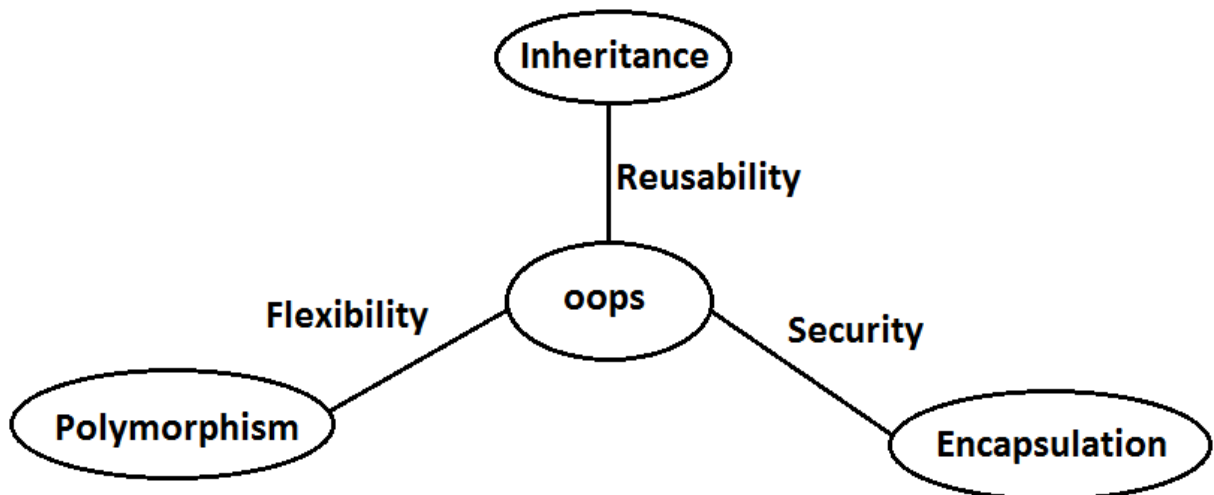 Inheritance
Reusability
oops
Flexibility
Security
Polymorphism
Encapsulation